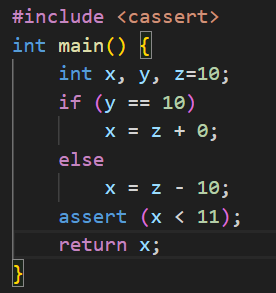 #include <cassert>
int main() {
    int x, y, z=10;
    if (y == 10)
        x = z + 0;
    else
        x = z - 10;
    assert (x < 11);
    return x;
}